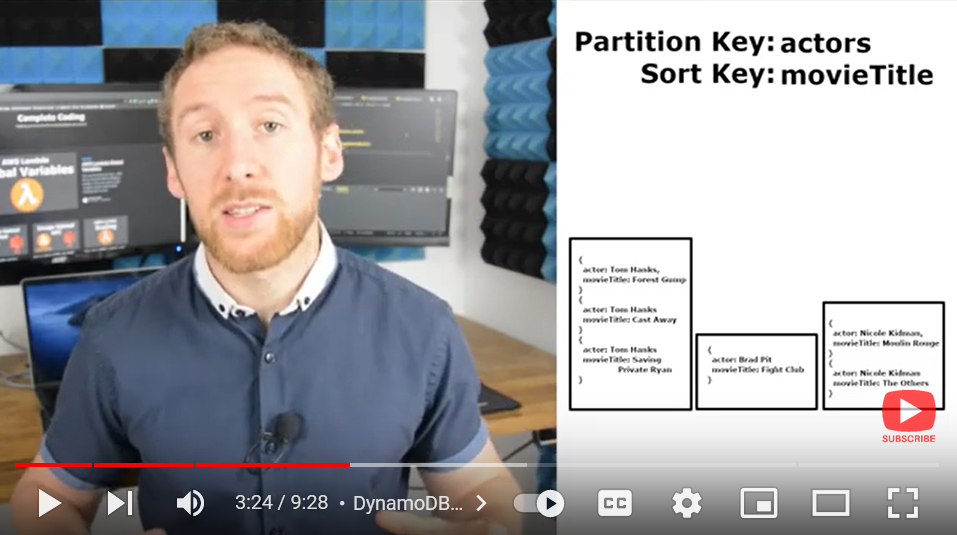 Complete Coding
AWS Lambda
bal Variables
Partition Key: actors
Sort Key: movieTitle
{
actor: Tom Hanks,
movieTitle: Forest Gump
}
{
actor: Tom Hanks
movieTitle: Cast Away
}
{
actor: Tom Hanks
movieTitle: Saving
Private Ryan
}
{
actor: Brad Pit
movieTitle: Fight Club
}
{
actor: Nicole Kidman,
movieTitle: Moulin Rouge
}
{
actor: Nicole Kidman
movieTitle: The Others
}
SUBSCRIBE
3:24 / 9:28 • DynamoDB...
CC